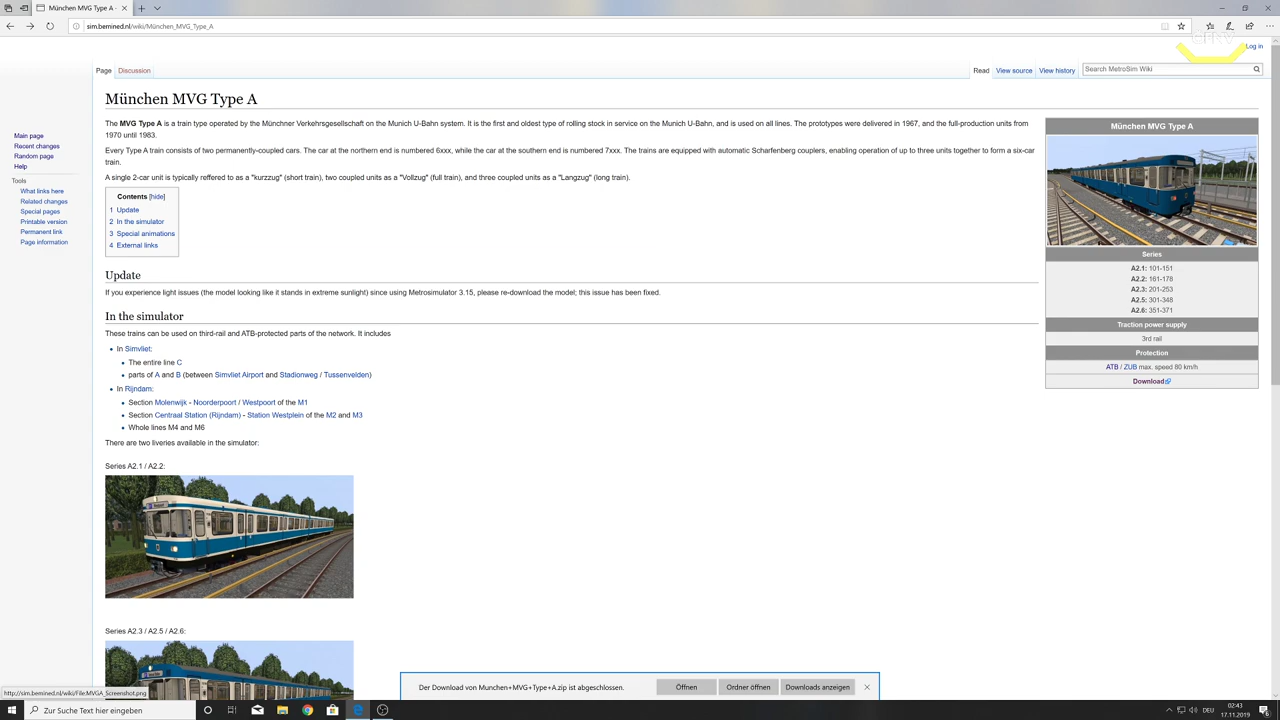 München MVG Type A -
sim.bemined.nl/wiki/München_MVG_Type_A
Log in
Page
Discussion
Read
View source
View history
Search MetroSim Wiki
München MVG Type A
The MVG Type A is a train type operated by the Münchner Verkehrsgesellschaft on the Munich U-Bahn system. It is the first and oldest type of rolling stock in service on the Munich U-Bahn, and is used on all lines. The prototypes were delivered in 1967, and the full-production units from
1970 until 1983.
Every Type A train consists of two permanently-coupled cars. The car at the northern end is numbered 6xxx, while the car at the southern end is numbered 7xxx. The trains are equipped with automatic Scharfenberg couplers, enabling operation of up to three units together to form a six-car
train.
A single 2-car unit is typically reffered to as a "kurzzug" (short train), two coupled units as a "Vollzug" (full train), and three coupled units as a "Langzug" (long train).
Main page
Recent changes
Random page
Help
Tools
What links here
Related changes
Special pages
Printable version
Permanent link
Page information
Contents [hide]
1 Update
2 In the simulator
3 Special animations
4 External links
Update
If you experience light issues (the model looking like it stands in extreme sunlight) since using Metrosimulator 3.15, please re-download the model; this issue has been fixed.
In the simulator
These trains can be used on third-rail and ATB-protected parts of the network. It includes
In Simvliet:
The entire line C
parts of A and B (between Simvliet Airport and Stadionweg / Tussenvelden)
In Rijndam:
Section Molenwijk - Noorderpoort / Westpoort of the M1
Section Centraal Station (Rijndam) - Station Westplein of the M2 and M3
Whole lines M4 and M6
There are two liveries available in the simulator:
Series A2.1 / A2.2:
Series A2.3 / A2.5 / A2.6:
München MVG Type A
Series
A2.1: 101-151
A2.2: 161-178
A2.3: 201-253
A2.5: 301-348
A2.6: 351-371
Traction power supply
3rd rail
Protection
ATB / ZUB max. speed 80 km/h
Download
Der Download von Munchen+MVG+Type+A.zip ist abgeschlossen.
Öffnen
Ordner öffnen
Downloads anzeigen
http://sim.bemined.nl/wiki/File:MVGA_Screenshot.png
Zur Suche Text hier eingeben
DEU
02:43
17.11.2019